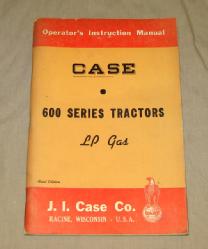 Operator's Instruction Manual
CASE
600 SERIES TRACTORS
LP Gas
J. I. Case Co.
RACINE, WISCONSIN - U.S.A.